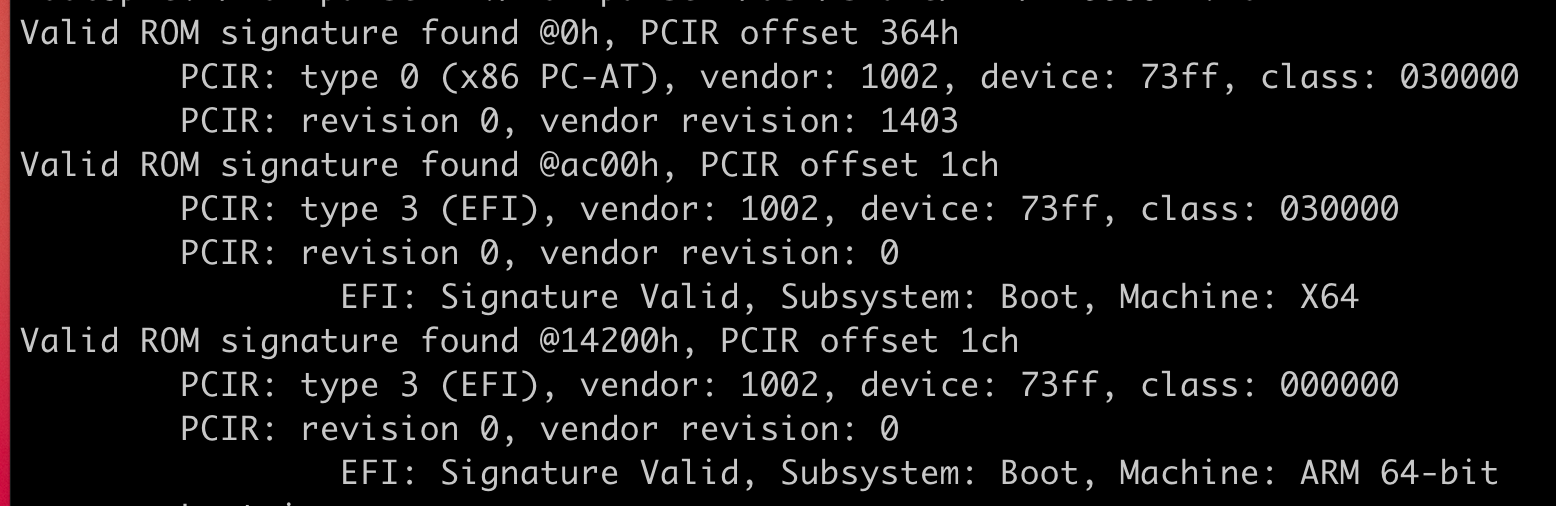 Valid ROM signature found @0h, PCIR offset 364h
PCIR: type 0 (x86 PC-AT), vendor: 1002, device: 73ff, class: 030000
PCIR: revision 0, vendor revision: 1403
Valid ROM signature found @ac00h, PCIR offset 1ch
PCIR: type 3 (EFI), vendor: 1002, device: 73ff, class: 030000
PCIR: revision 0, vendor revision: 0
EFI: Signature Valid, Subsystem: Boot, Machine: X64
Valid ROM signature found @14200h, PCIR offset 1ch
PCIR: type 3 (EFI), vendor: 1002, device: 73ff, class: 000000
PCIR: revision 0, vendor revision: 0
EFI: Signature Valid, Subsystem: Boot, Machine: ARM 64-bit